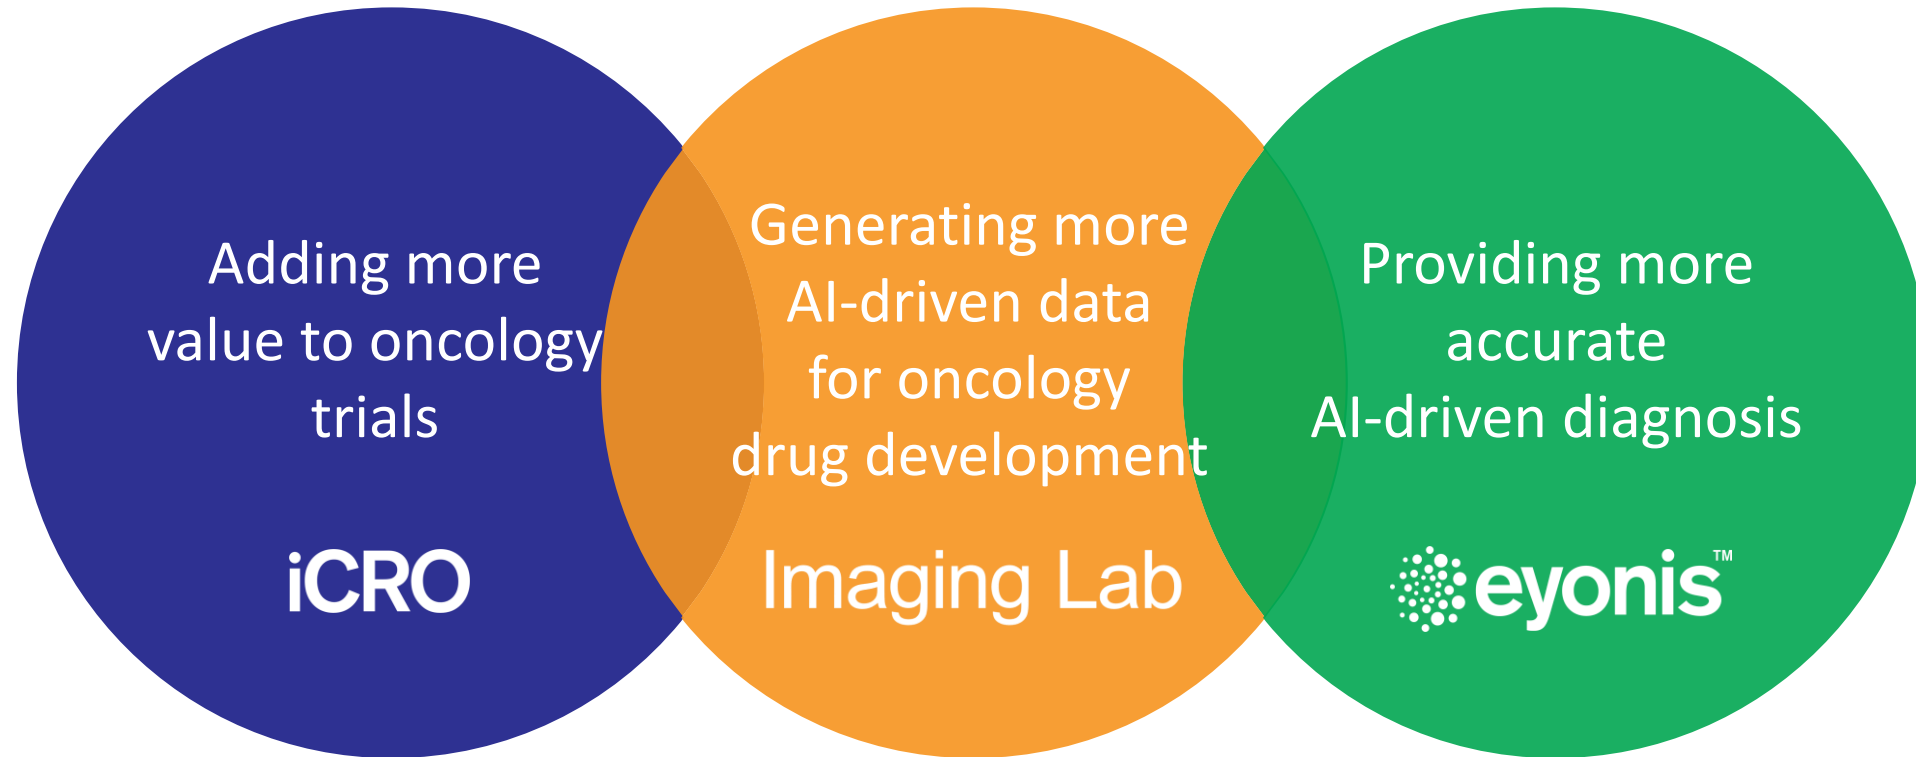 Adding more
value to oncology
trials
iCRO
Generating more
AI-driven data
for oncology
drug development
Imaging Lab
Providing more
accurate
AI-driven diagnosis
eyonis™